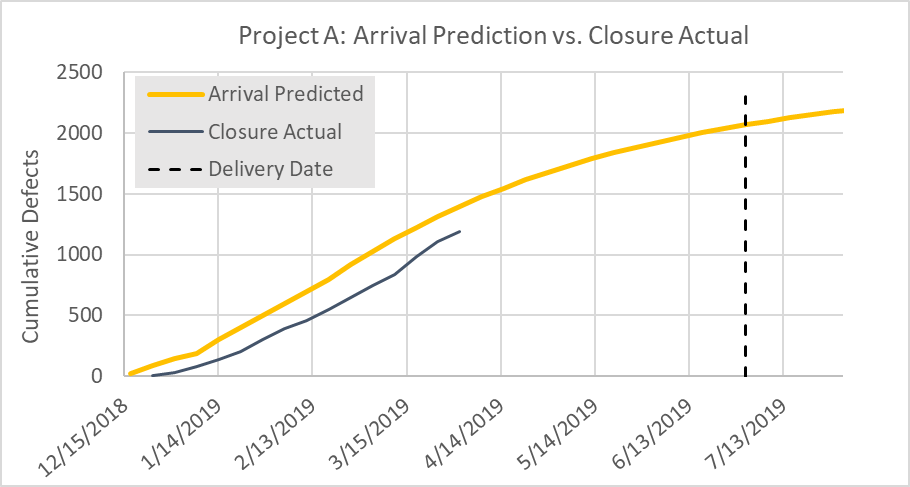 Project A: Arrival Prediction vs. Closure Actual
2500
2000
1500
1000
500
0
Cumulative Defects
Arrival Predicted
Closure Actual
Delivery Date
12/15/2018
1/14/2019
2/13/2019
3/15/2019
4/14/2019
5/14/2019
6/13/2019
7/13/2019